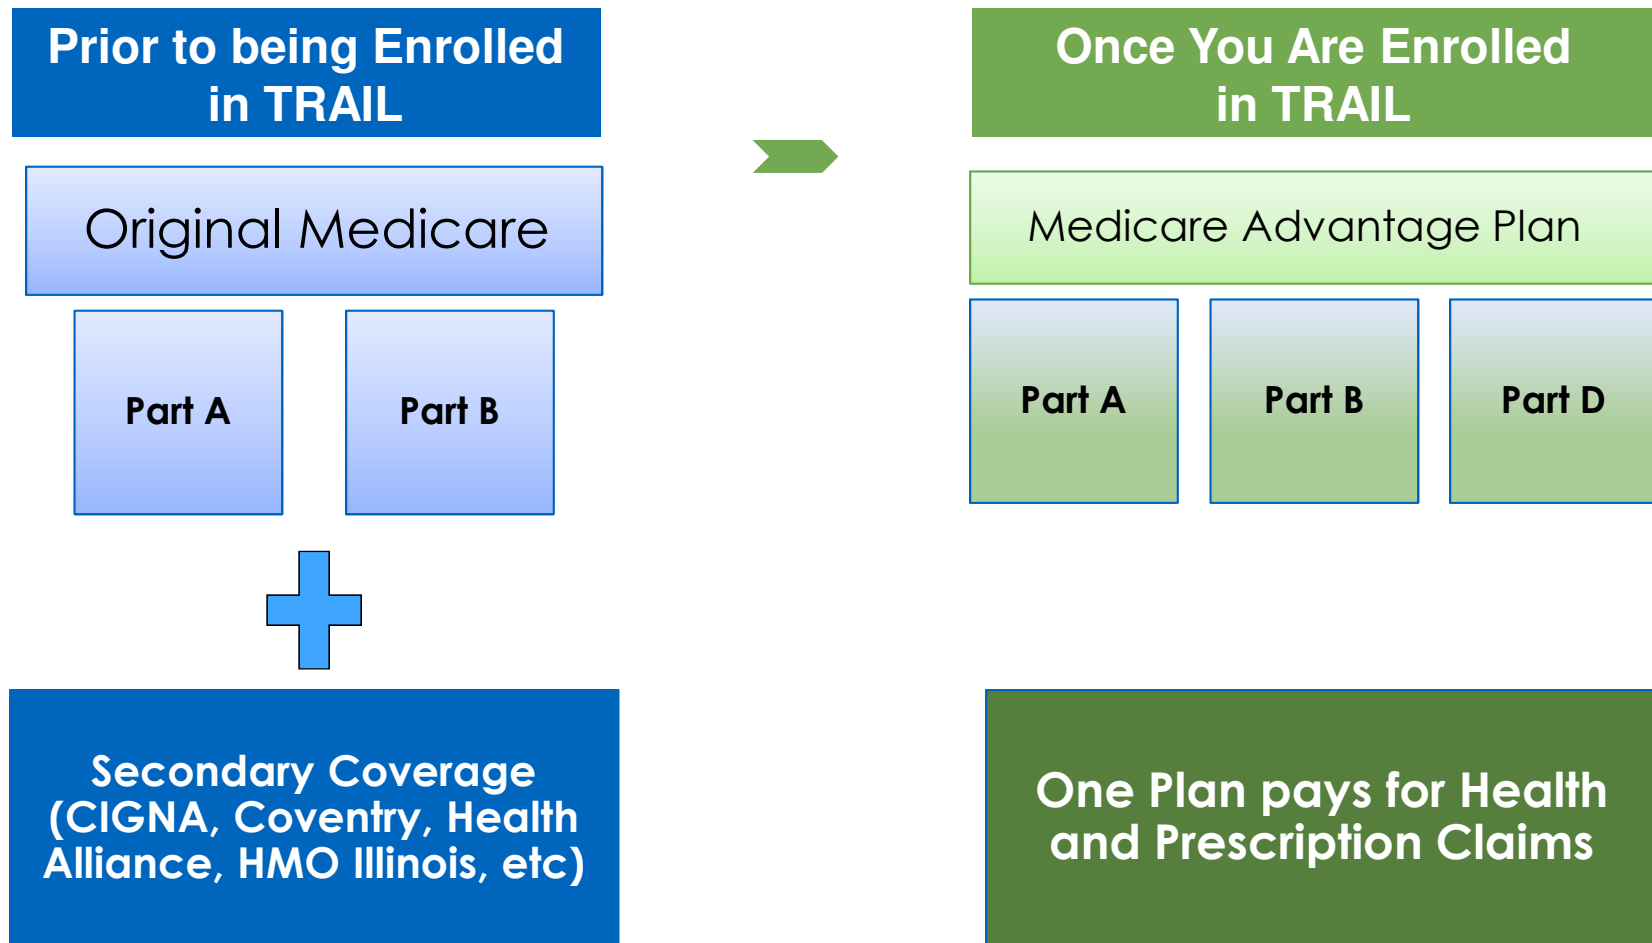 Prior to being Enrolled
in TRAIL
Original Medicare
Part A
Part B
Secondary Coverage
(CIGNA, Coventry, Health
Alliance, HMO Illinois, etc)
Once You Are Enrolled
in TRAIL
Medicare Advantage Plan
Part A
Part B
Part D
One Plan pays for Health
and Prescription Claims